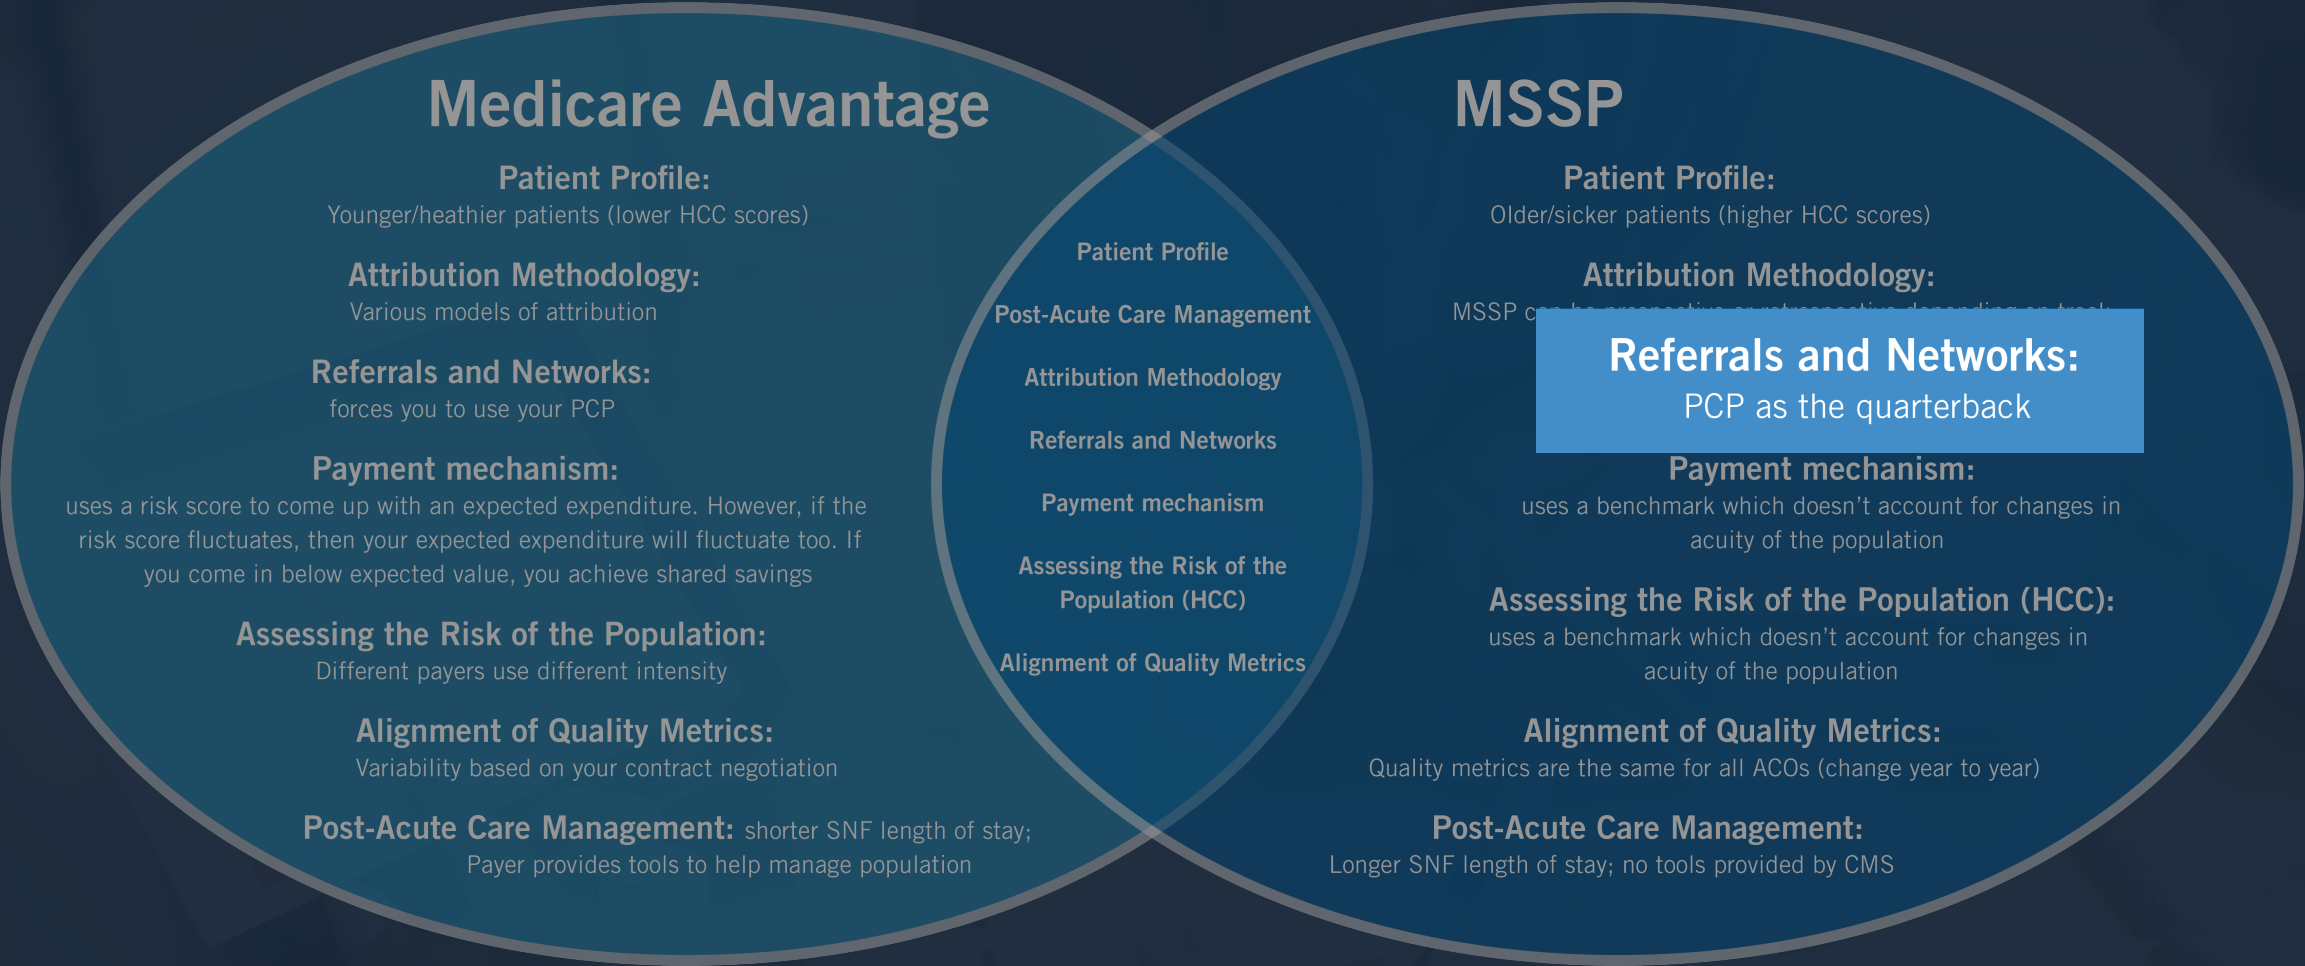 Medicare Advantage
Patient Profile:
Younger/heathier patients (lower HCC scores)
Attribution Methodology:
Various models of attribution
Referrals and Networks:
forces you to use your PCP
Payment mechanism:
uses a risk score to come up with an expected expenditure. However, if the
risk score fluctuates, then your expected expenditure will fluctuate too. If
you come in below expected value, you achieve shared savings
Assessing the Risk of the Population:
Different payers use different intensity
Alignment of Quality Metrics:
Variability based on your contract negotiation
Post-Acute Care Management: shorter SNF length of stay;
Payer provides tools to help manage population
Patient Profile
Post-Acute Care Management
Attribution Methodology
Referrals and Networks
Payment mechanism
Assessing the Risk of the
Population (HCC)
Alignment of Quality Metrics
MSSP
Patient Profile:
Older/sicker patients (higher HCC scores)
Attribution Methodology:
MSSP can be prospective or retrospective depending on track
Referrals and Networks:
PCP as the quarterback
Payment mechanism:
uses a benchmark which doesn’t account for changes in
acuity of the population
Assessing the Risk of the Population (HCC):
uses a benchmark which doesn’t account for changes in
acuity of the population
Alignment of Quality Metrics:
Quality metrics are the same for all ACOs (change year to year)
Post-Acute Care Management:
Longer SNF length of stay; no tools provided by CMS